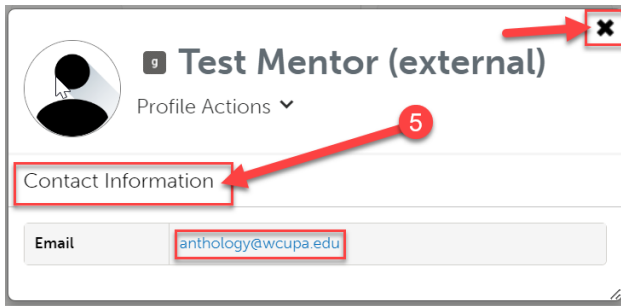 g Test Mentor (external)
Profile Actions
5
Contact Information
Email anthology@wcupa.edu